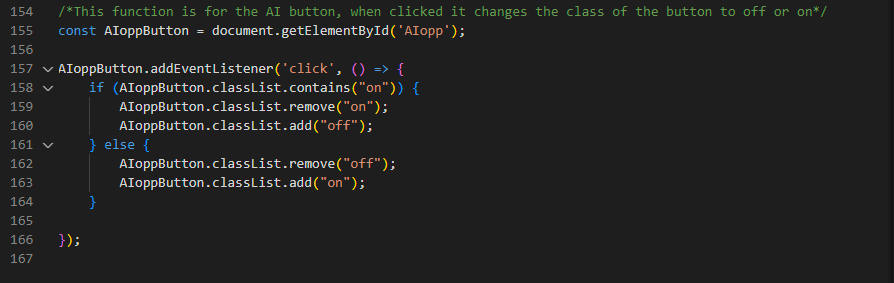 154 /*This function is for the AI button, when clicked it changes the class of the button to off or on*/
155 const AIoppButton = document.getElementById('AIopp');
156
157 AIoppButton.addEventListener('click', () => {
158     if (AIoppButton.classList.contains("on")) {
159         AIoppButton.classList.remove("on");
160         AIoppButton.classList.add("off");
161     } else {
162         AIoppButton.classList.remove("off");
163         AIoppButton.classList.add("on");
164     }
165
166 });
167